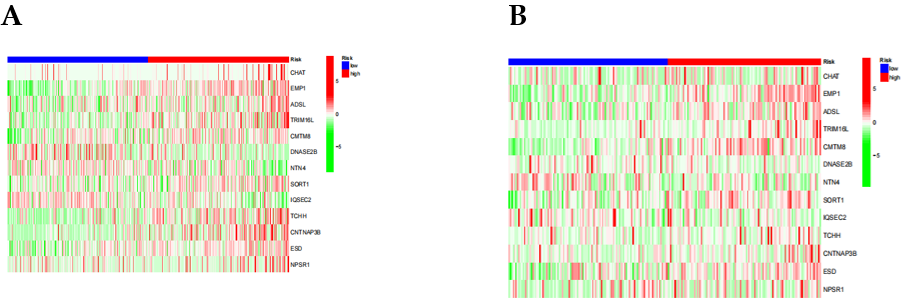 A
Risk
Risk
low
high
CHAT
EMP1
ADSL
TRIM16L
CMTM8
DNASE2B
NTN4
SORT1
IQSEC2
TCHH
CNTNAP3B
ESD
NPSR1
5
0
−5
B
Risk
Risk
low
high
CHAT
EMP1
ADSL
TRIM16L
CMTM8
DNASE2B
NTN4
SORT1
IQSEC2
TCHH
CNTNAP3B
ESD
NPSR1
5
0
−5